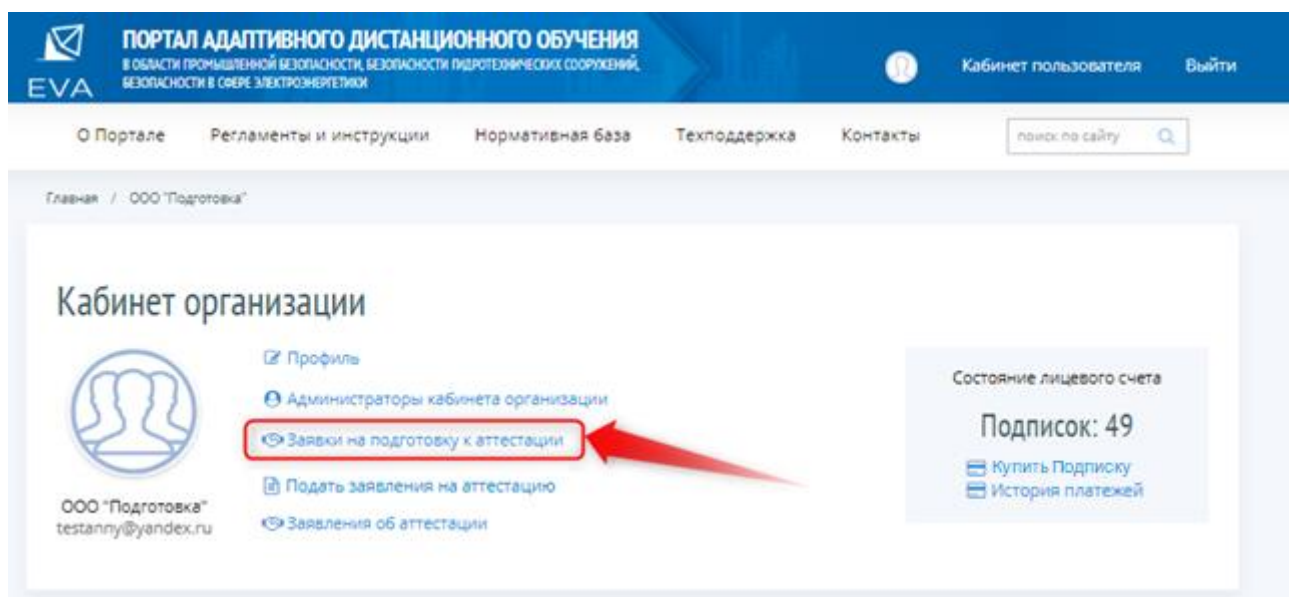 ПОРТАЛ АДАПТИВНОГО ДИСТАНЦИОННОГО ОБУЧЕНИЯ
В ОБЛАСТИ ПРОМЫШЛЕННОЙ БЕЗОПАСНОСТИ, БЕЗОПАСНОСТИ ГИДРОТЕХНИЧЕСКИХ СООРУЖЕНИЙ,
БЕЗОПАСНОСТИ В СФЕРЕ ЭЛЕКТРОЭНЕРГЕТИКИ
EVA
Кабинет пользователя Выйти
О Портале Регламенты и инструкции Нормативная база Техподдержка Контакты поиск по сайту
Главная / ООО "Подготовка"
Кабинет организации
Профиль
Администраторы кабинета организации
Заявки на подготовку к аттестации
Подать заявления на аттестацию
Заявления об аттестации
ООО "Подготовка"
testanny@yandex.ru
Состояние лицевого счета
Подписок: 49
Купить Подписку
История платежей